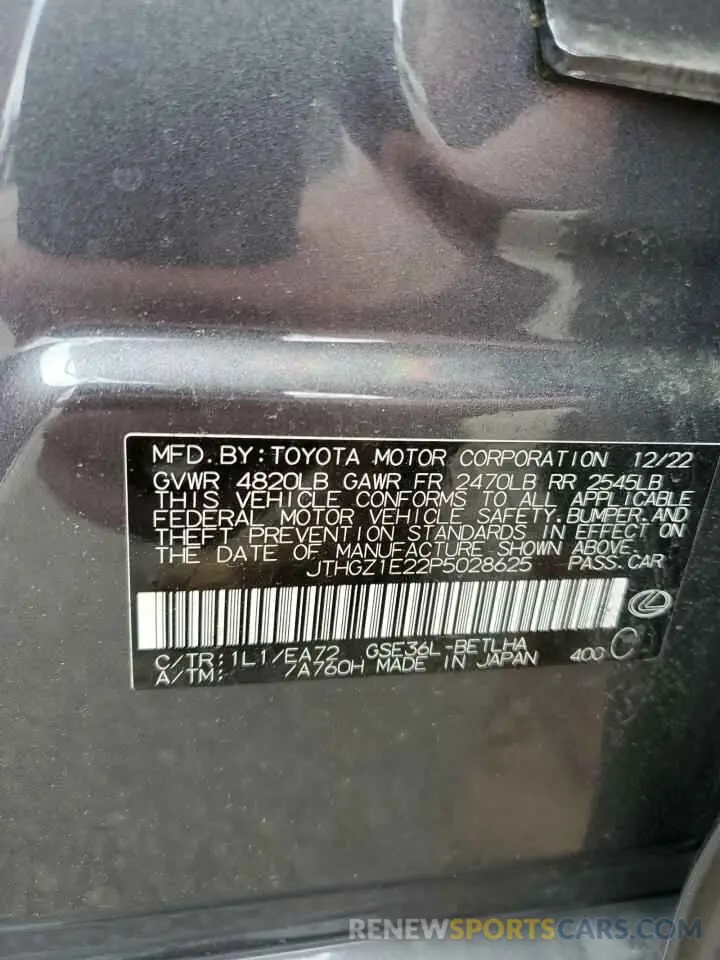 MFD. BY: TOYOTA MOTOR CORPORATION 12/22
GVWR 4820LB GAWR FR 2470LB RR 2545LB
THIS VEHICLE CONFORMS TO ALL APPLICABLE
FEDERAL MOTOR VEHICLE SAFETY, BUMPER, AND
THEFT PREVENTION STANDARDS IN EFFECT ON
THE DATE OF MANUFACTURE SHOWN ABOVE.
JTHGZ1E22P5028625 PASS. CAR
C/TR: 1L1/EA72 GSE36L-BETLHA
A/TM: /A760H MADE IN JAPAN 400 C
RENEWSPORTSCARS.COM